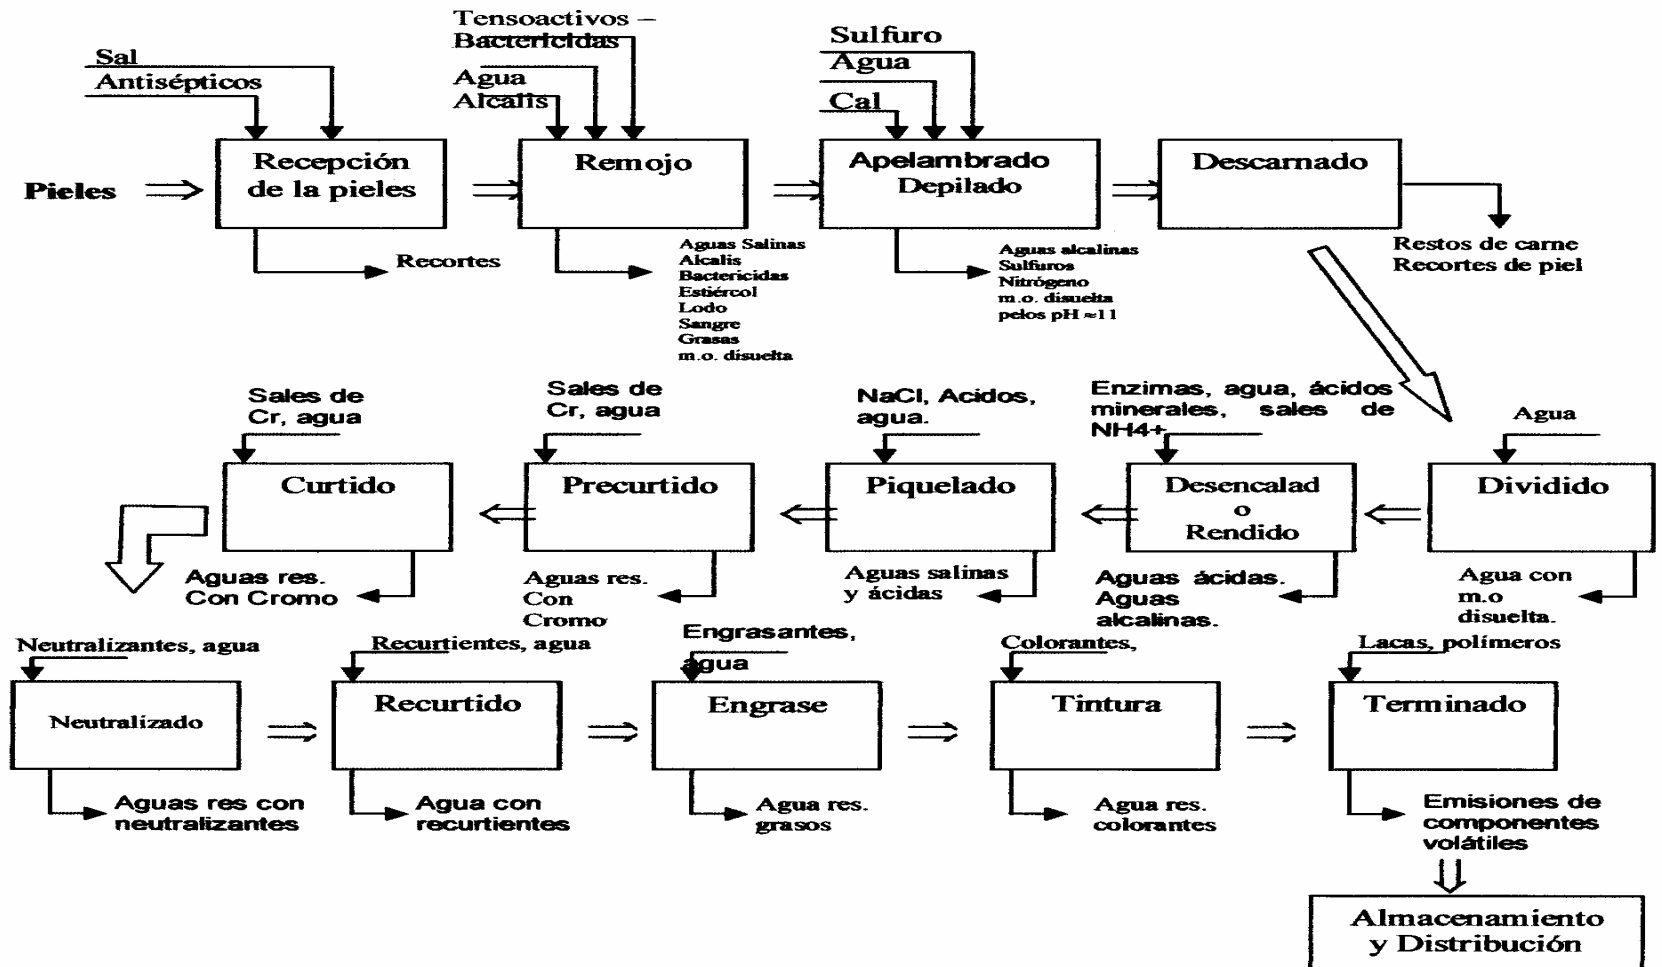 Tensoactivos –
Bactericidas
Sal
Antisépticos
Agua
Alcalis
Sulfuro
Agua
Cal
Pieles
Recepción
de la pieles
Remojo
Apelambrado
Depilado
Descarnado
Recortes
Aguas Salinas
Alcalis
Bactericidas
Estiércol
Lodo
Sangre
Grasas
m.o. disuelta
Aguas alcalinas
Sulfuros
Nitrógeno
m.o. disuelta
pelos pH ≈11
Restos de carne
Recortes de piel
Sales de
Cr, agua
Sales de
Cr, agua
NaCl, Acidos,
agua.
Enzimas, agua, ácidos
minerales, sales de
NH4+
Agua
Curtido
Precurtido
Piquelado
Desencalad
o
Rendido
Dividido
Aguas res.
Con Cromo
Aguas res.
Con
Cromo
Aguas salinas
y ácidas
Aguas ácidas.
Aguas
alcalinas.
Agua con
m.o
disuelta.
Neutralizantes, agua
Recurtientes, agua
Engrasantes,
agua
Colorantes,
Lacas, polímeros
Neutralizado
Recurtido
Engrase
Tintura
Terminado
Aguas res con
neutralizantes
Agua con
recurtientes
Agua res.
grasos
Agua res.
colorantes
Emisiones de
componentes
volátiles
Almacenamiento
y Distribución